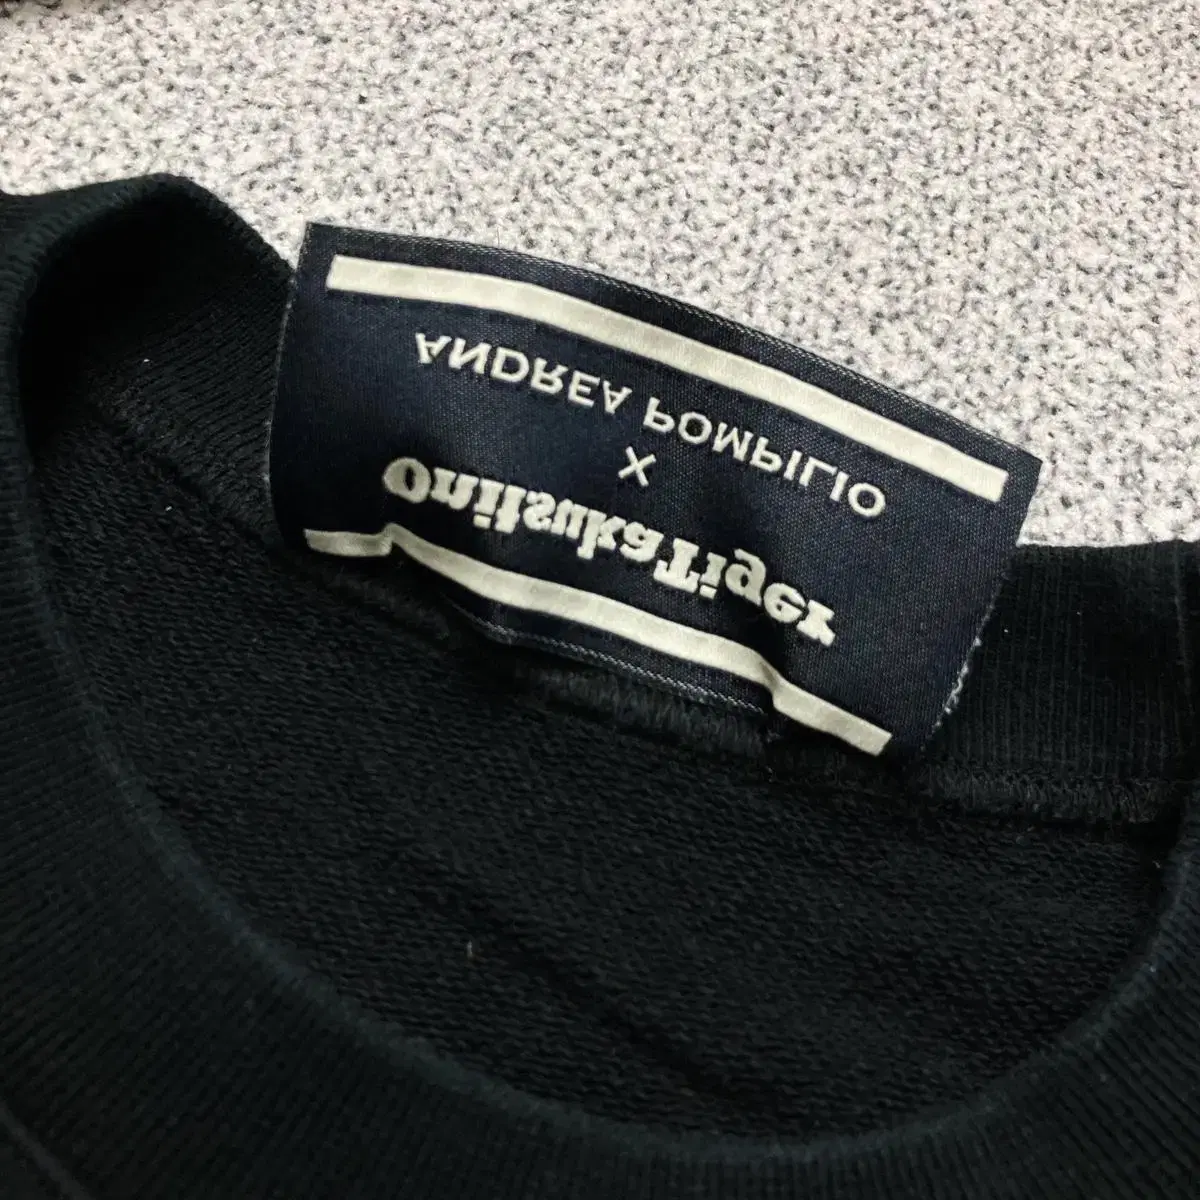 OnitsukaTiger
X
ANDREA POMPILIO